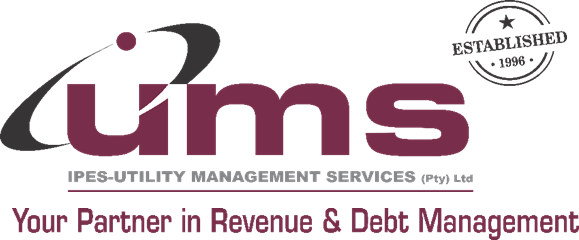 ums
ESTABLISHED
• 1996 •
IPES-UTILITY MANAGEMENT SERVICES (Pty) Ltd
Your Partner in Revenue & Debt Management